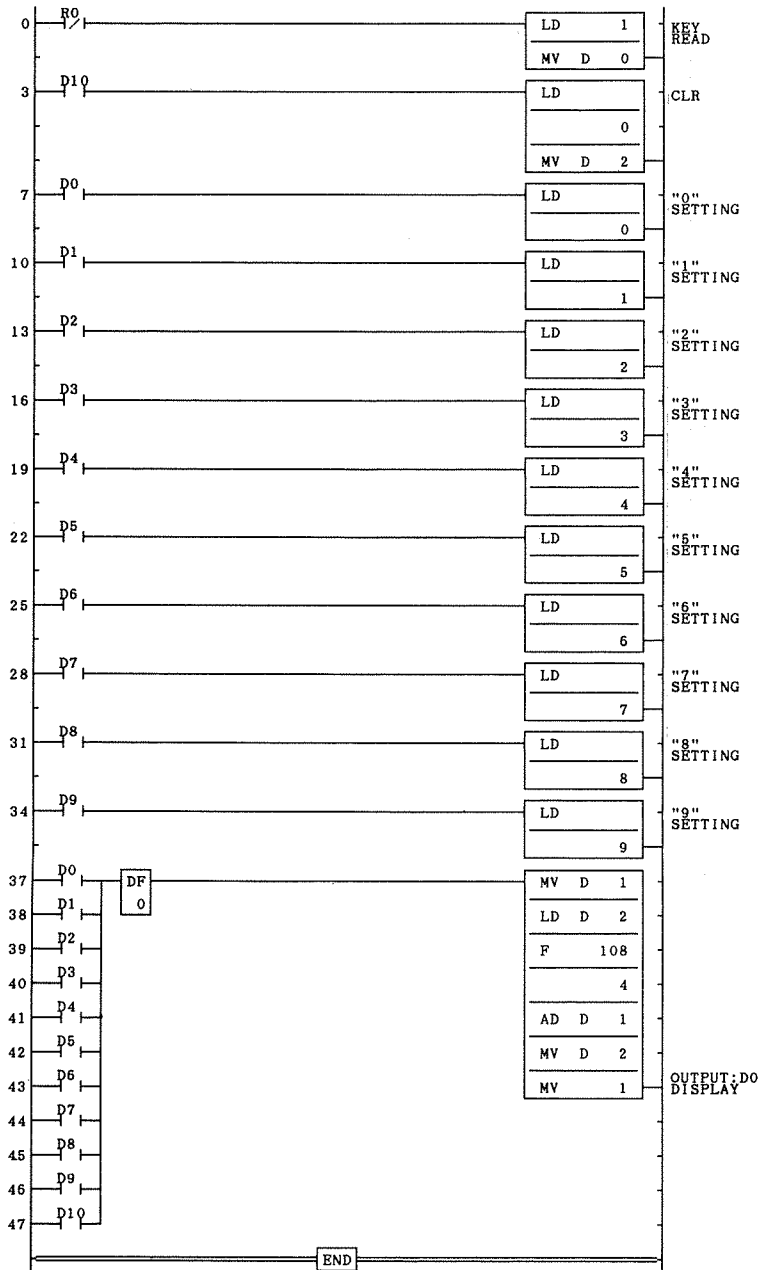 R0
0 LD 1 KEY
READ
MV D 0
D10
3 LD CLR
0
MV D 2
D0
7 LD "0"
SETTING
0
D1
10 LD "1"
SETTING
1
D2
13 LD "2"
SETTING
2
D3
16 LD "3"
SETTING
3
D4
19 LD "4"
SETTING
4
D5
22 LD "5"
SETTING
5
D6
25 LD "6"
SETTING
6
D7
28 LD "7"
SETTING
7
D8
31 LD "8"
SETTING
8
D9
34 LD "9"
SETTING
9
D0
37 DF MV D 1
0
D1
38 LD D 2
D2
39 F 108
D3
40 4
D4
41 AD D 1
D5
42 MV D 2
D6
43 MV 1 OUTPUT:D0
DISPLAY
D7
44
D8
45
D9
46
D10
47
END